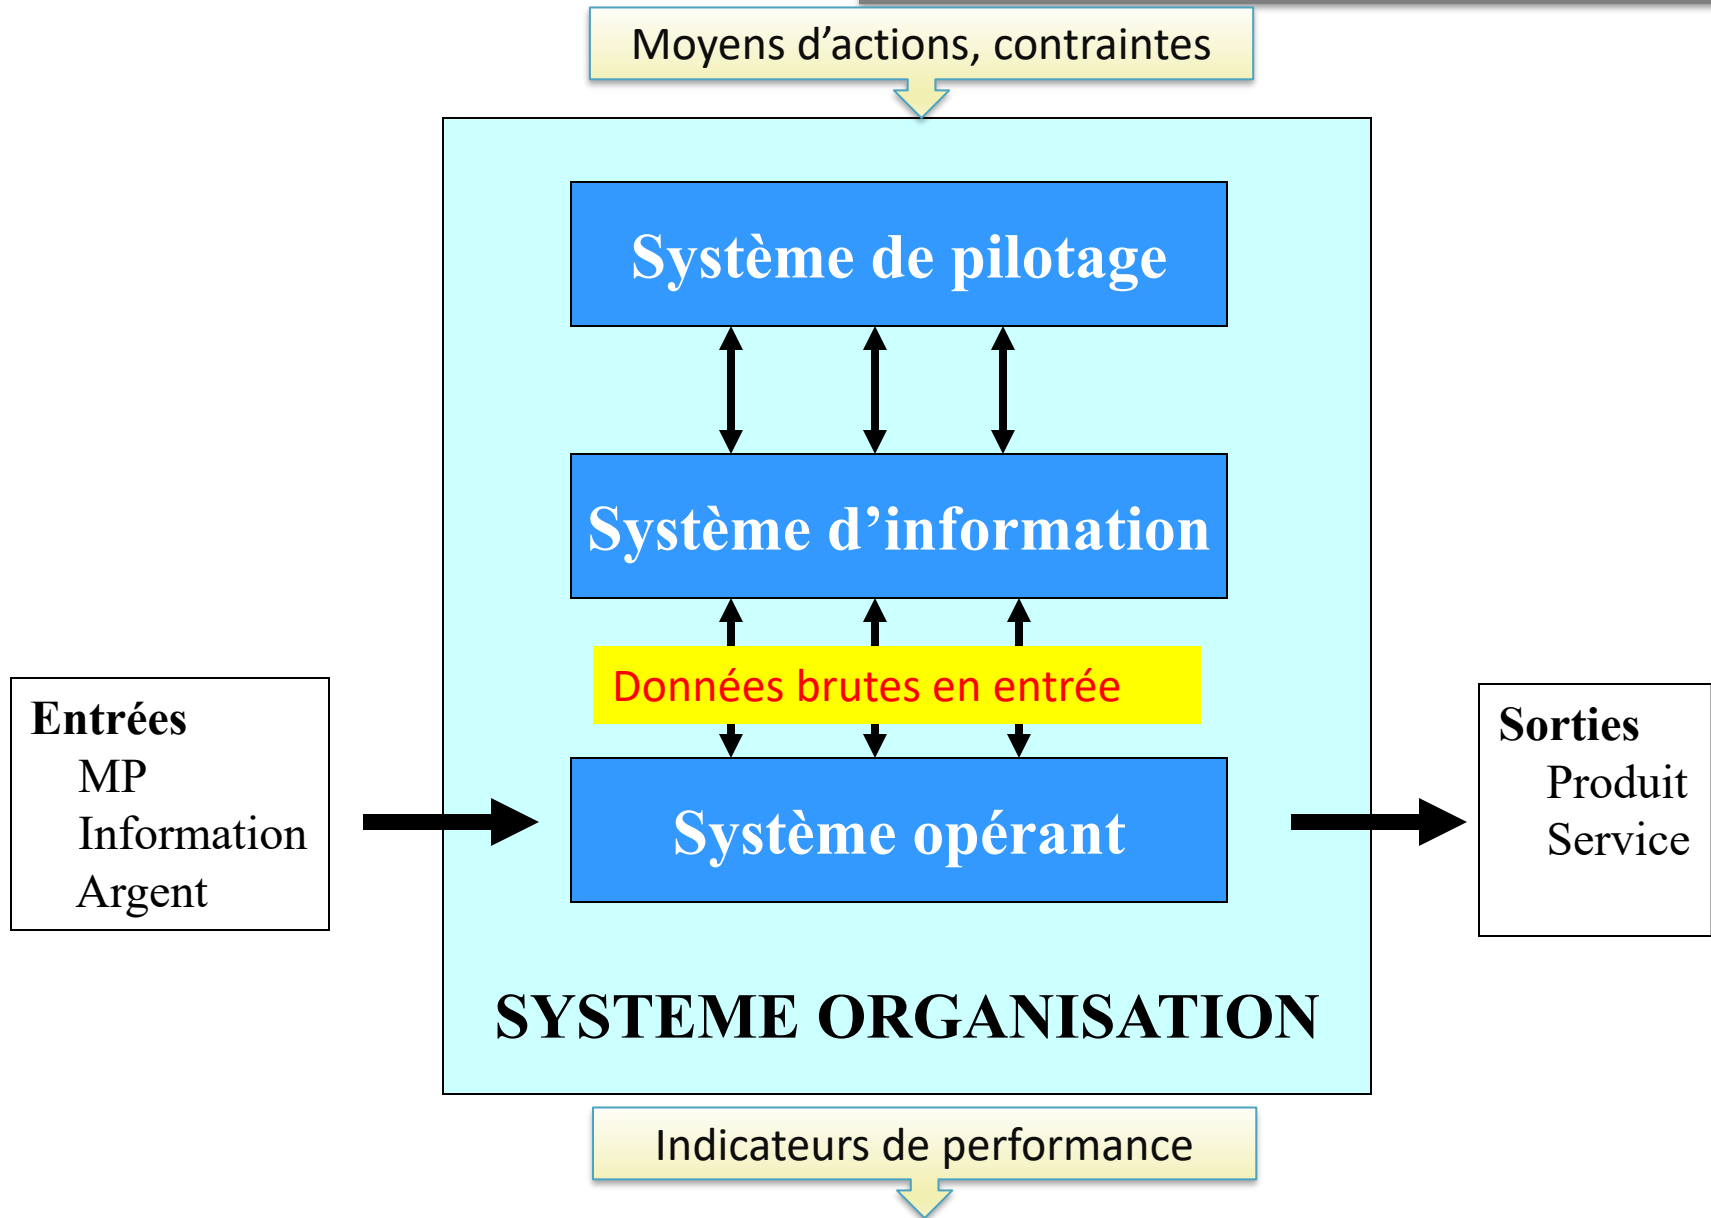 Moyens d’actions, contraintes
Système de pilotage
Système d’information
Données brutes en entrée
Entrées
MP
Information
Argent
Système opérant
Sorties
Produit
Service
SYSTEME ORGANISATION
Indicateurs de performance